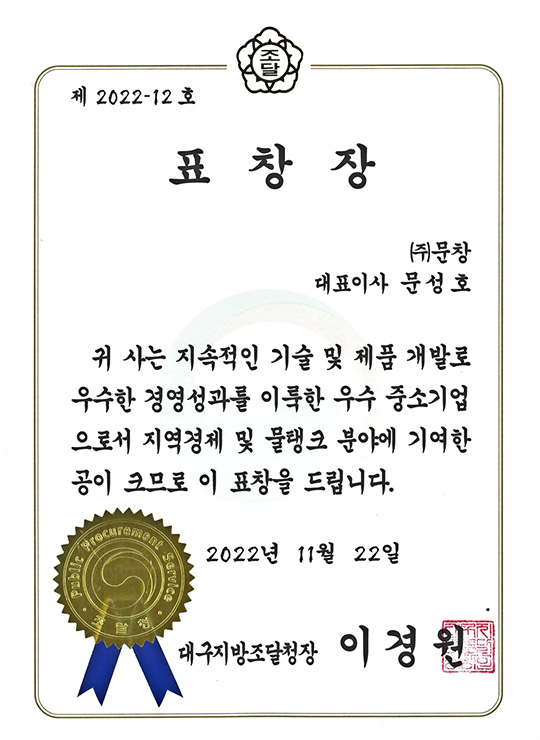 조달
제 2022-12 호
표 창 장
㈜문창
대표이사 문성호
귀 사는 지속적인 기술 및 제품 개발로
우수한 경영성과를 이룩한 우수 중소기업
으로서 지역경제 및 물탱크 분야에 기여한
공이 크므로 이 표창을 드립니다.
2022년 11월 22일
Public Procurement Service
조달청
대구지방조달청장 이경원